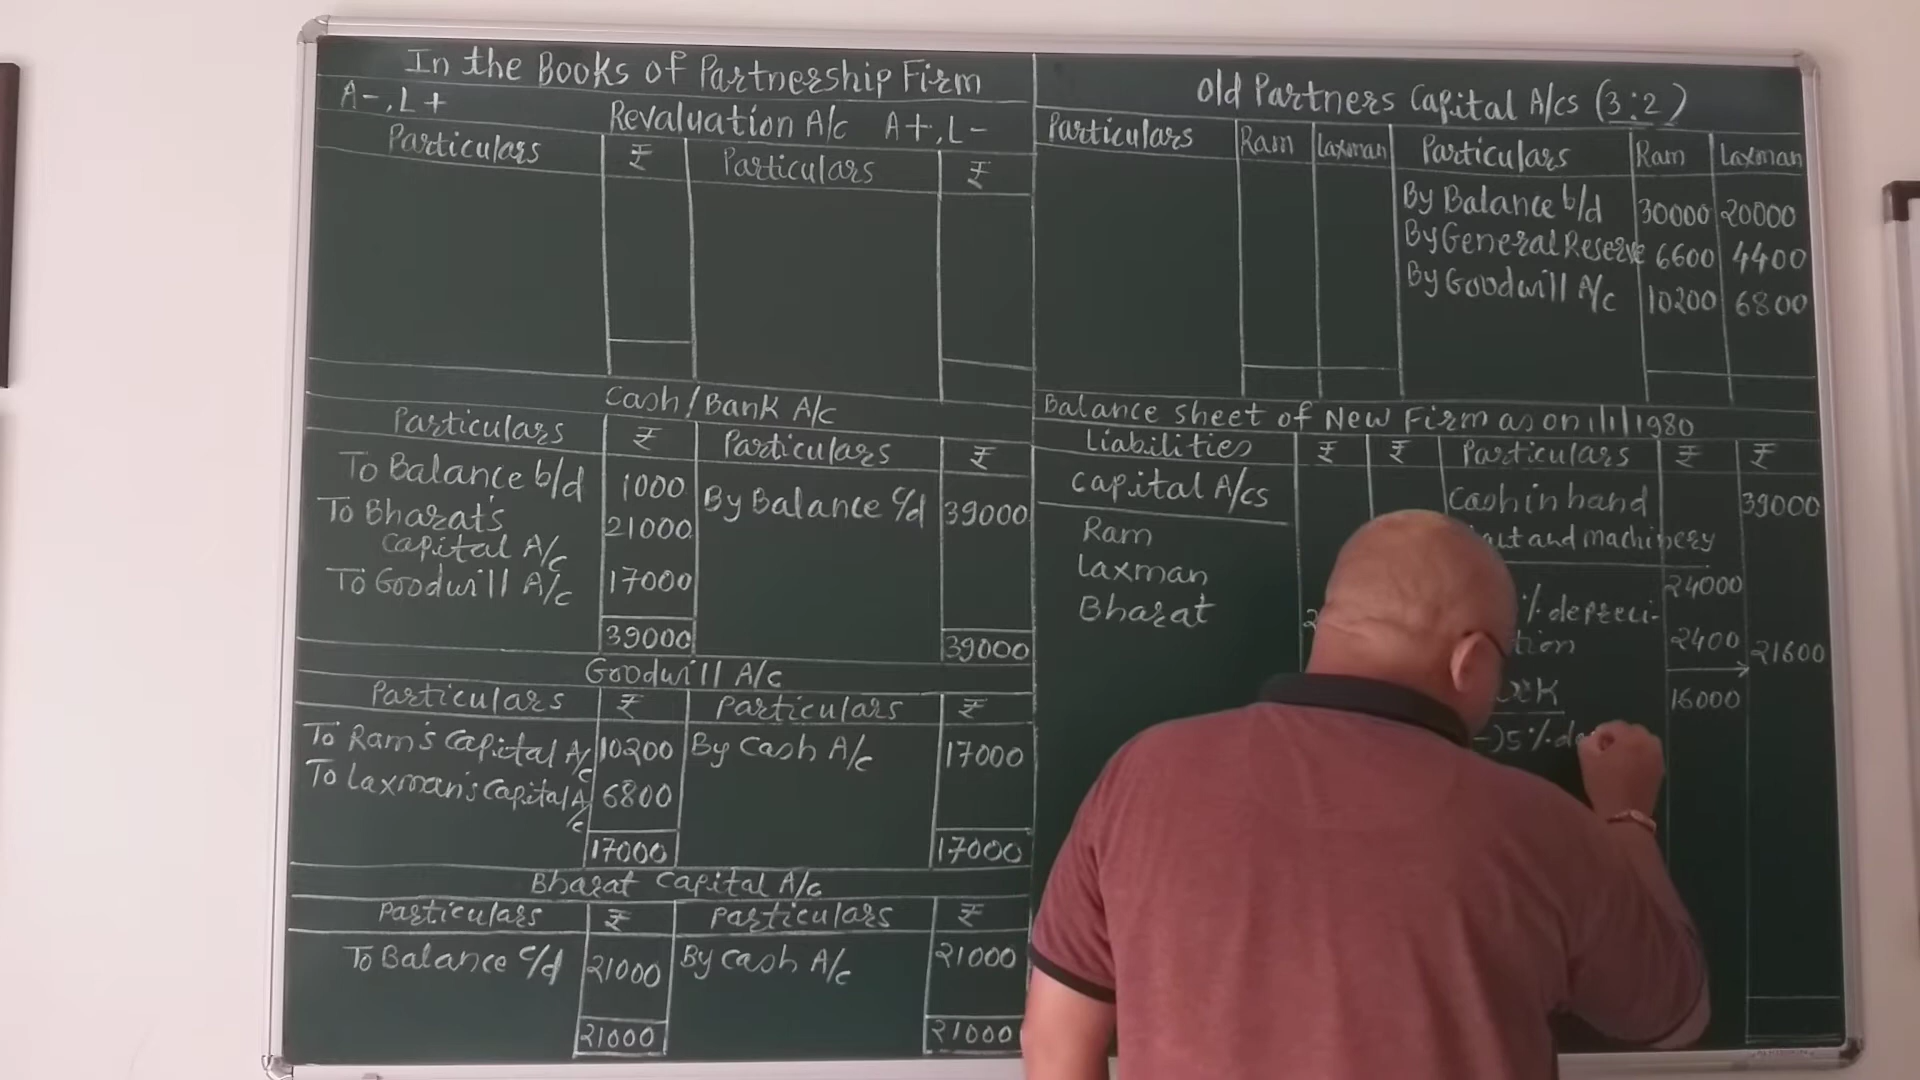 In the Books of Partnership Firm
A-, L+
Revaluation A/c A+, L-
Particulars ₹ Particulars ₹
Cash/Bank A/c
Particulars ₹ Particulars ₹
To Balance b/d 1000 By Balance c/d 39000
To Bharat's 21000
Capital A/c
To Goodwill A/c 17000
39000 39000
Goodwill A/c
Particulars ₹ Particulars ₹
To Ram's Capital A/c 10200 By Cash A/c 17000
To Laxman's Capital A/c 6800
17000 17000
Bharat Capital A/c
Particulars ₹ Particulars ₹
To Balance c/d 21000 By Cash A/c 21000
21000 21000
Old Partners Capital A/cs (3:2)
Particulars Ram Laxman Particulars Ram Laxman
By Balance b/d 30000 20000
By General Reserve 6600 4400
By Goodwill A/c 10200 6800
Balance sheet of New Firm as on 1/1/1980
Liabilities ₹ ₹ Particulars ₹ ₹
Capital A/cs Cash in hand 39000
Ram and machinery
Laxman 24000
Bharat % depreci-
2400 21600
16000
5%